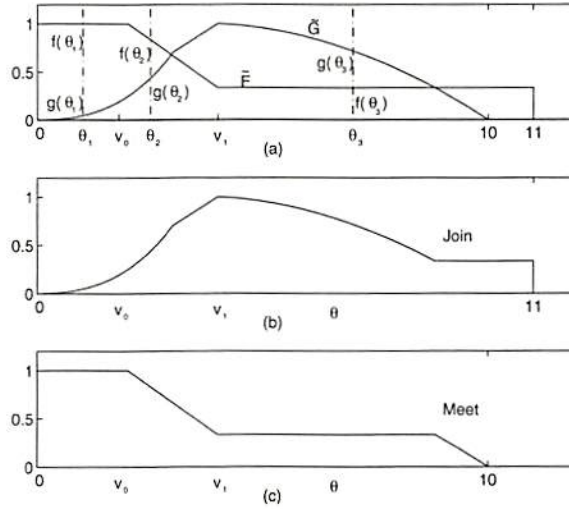 1
f(θ₁)
f(θ₂)
G̃
F̃
0.5
g(θ₁)
g(θ₂)
g(θ₃)
f(θ₃)
0
0
θ₁
v₀
θ₂
v₁
θ₃
10
11
(a)
1
0.5
Join
0
0
v₀
v₁
θ
11
(b)
1
0.5
Meet
0
0
v₀
v₁
θ
10
(c)